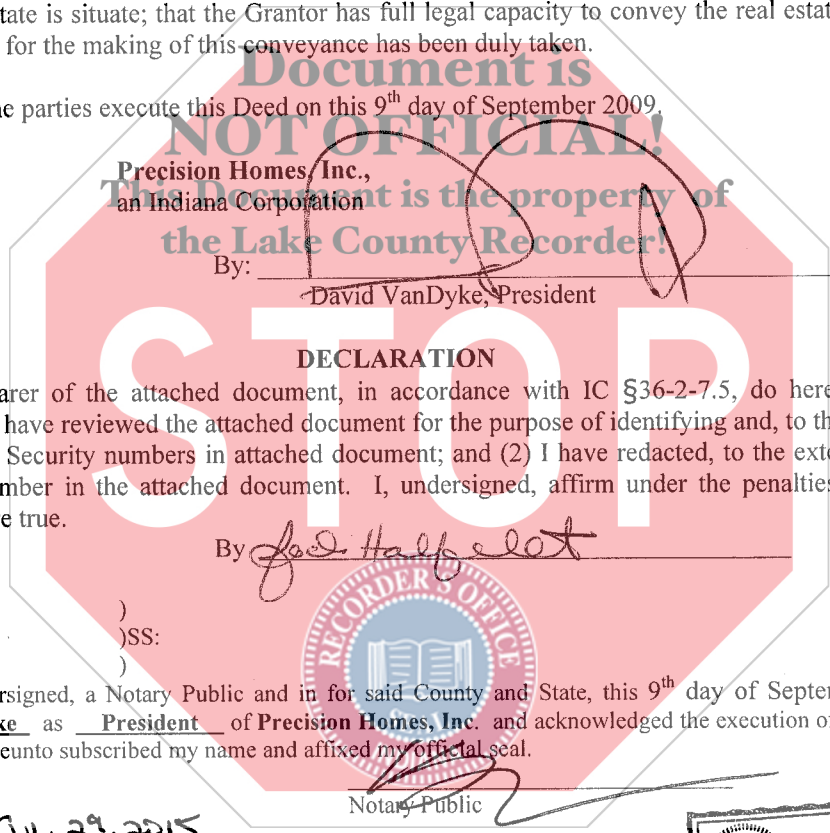 tate is situate; that the Grantor has full legal capacity to convey the real estat
for the making of this conveyance has been duly taken.
Document is
ne parties execute this Deed on this 9th day of September 2009.
NOT OFFICIAL!
Precision Homes, Inc.,
This Document is the property of
an Indiana Corporation
the Lake County Recorder!
By:
David VanDyke, President
STOP
DECLARATION
arer of the attached document, in accordance with IC §36-2-7.5, do here
have reviewed the attached document for the purpose of identifying and, to th
Security numbers in attached document; and (2) I have redacted, to the exte
mber in the attached document. I, undersigned, affirm under the penalties
e true.
By
)
)SS:
)
RECORDER'S OFFICE
rsigned, a Notary Public and in for said County and State, this 9th day of Septer
ke as President of Precision Homes, Inc. and acknowledged the execution of
eunto subscribed my name and affixed my official seal.
Notary Public
29, 2015